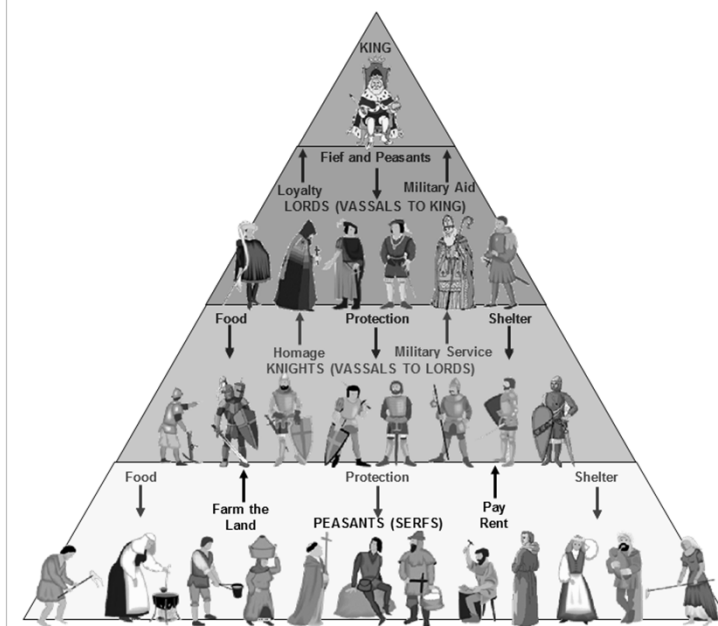 KING
Fief and Peasants
Loyalty
Military Aid
LORDS (VASSALS TO KING)
Food
Protection
Shelter
Homage
Military Service
KNIGHTS (VASSALS TO LORDS)
Food
Protection
Shelter
Farm the
Land
Pay
Rent
PEASANTS (SERFS)